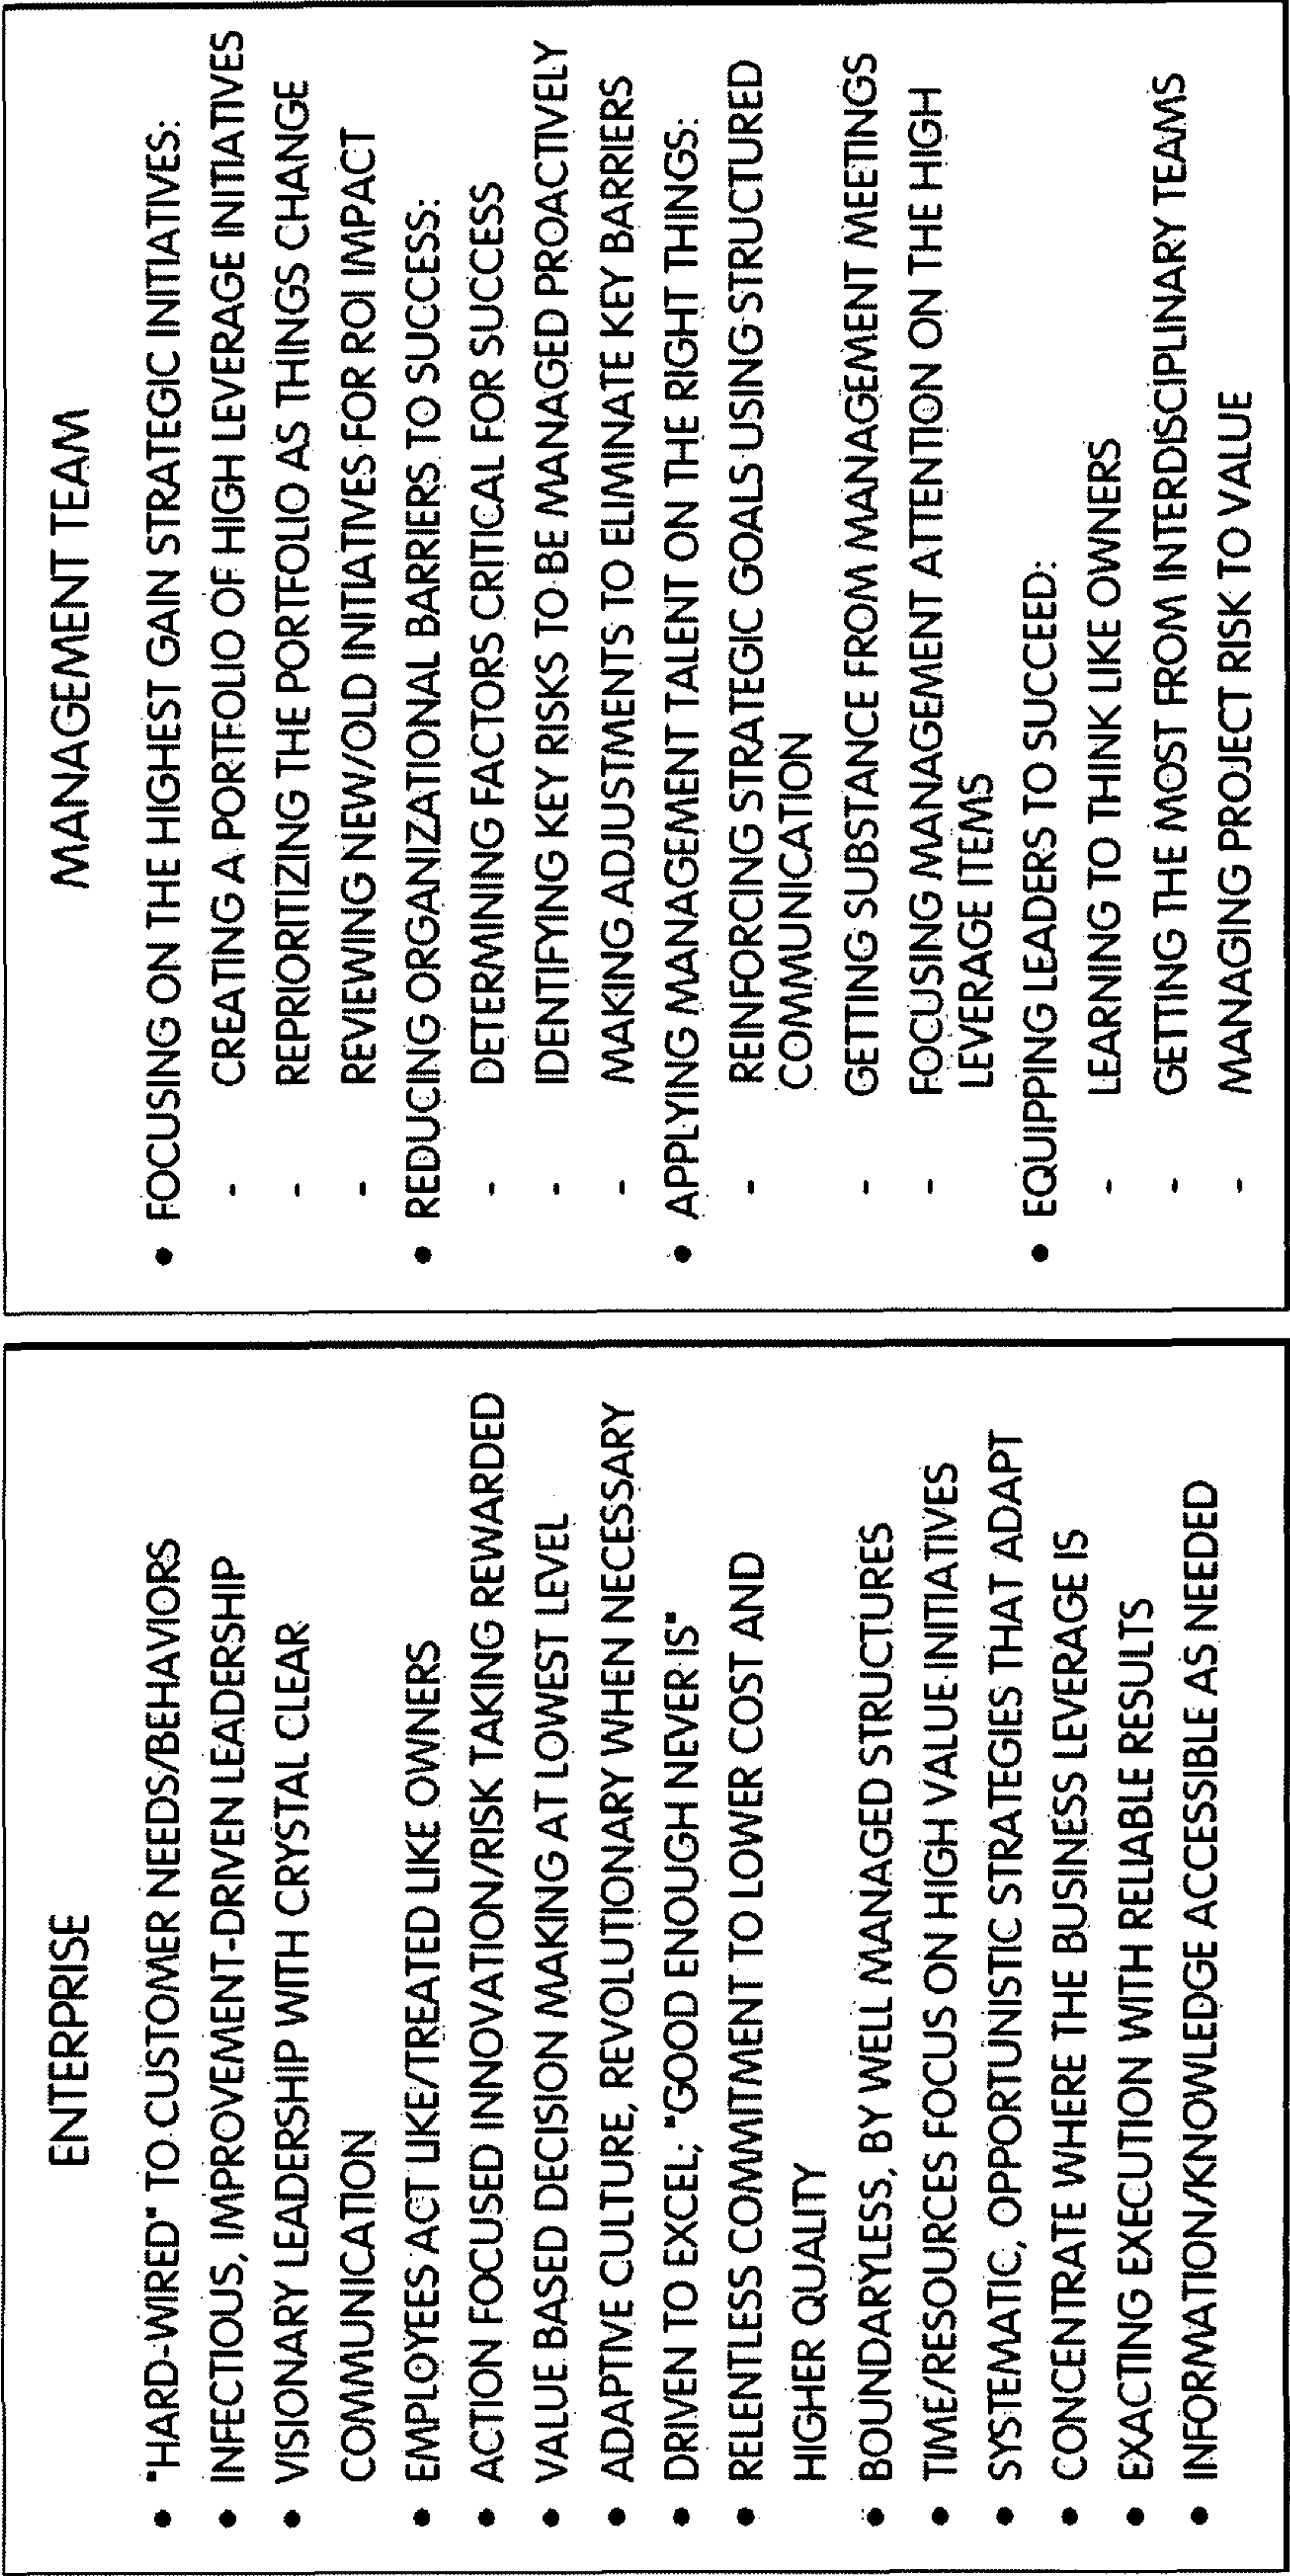 ENTERPRISE
• "HARD-WIRED" TO CUSTOMER NEEDS/BEHAVIORS
• INFECTIOUS, IMPROVEMENT-DRIVEN LEADERSHIP
• VISIONARY LEADERSHIP WITH CRYSTAL CLEAR
COMMUNICATION
• EMPLOYEES ACT LIKE/TREATED LIKE OWNERS
• ACTION FOCUSED INNOVATION/RISK TAKING REWARDED
• VALUE BASED DECISION MAKING AT LOWEST LEVEL
• ADAPTIVE CULTURE, REVOLUTIONARY WHEN NECESSARY
• DRIVEN TO EXCEL; "GOOD ENOUGH NEVER IS"
• RELENTLESS COMMITMENT TO LOWER COST AND
HIGHER QUALITY
• BOUNDARYLESS, BY WELL MANAGED STRUCTURES
• TIME/RESOURCES FOCUS ON HIGH VALUE INITIATIVES
• SYSTEMATIC, OPPORTUNISTIC STRATEGIES THAT ADAPT
• CONCENTRATE WHERE THE BUSINESS LEVERAGE IS
• EXACTING EXECUTION WITH RELIABLE RESULTS
• INFORMATION/KNOWLEDGE ACCESSIBLE AS NEEDED
MANAGEMENT TEAM
• FOCUSING ON THE HIGHEST GAIN STRATEGIC INITIATIVES:
- CREATING A PORTFOLIO OF HIGH LEVERAGE INITIATIVES
- REPRIORITIZING THE PORTFOLIO AS THINGS CHANGE
- REVIEWING NEW/OLD INITIATIVES FOR ROI IMPACT
• REDUCING ORGANIZATIONAL BARRIERS TO SUCCESS:
- DETERMINING FACTORS CRITICAL FOR SUCCESS
- IDENTIFYING KEY RISKS TO BE MANAGED PROACTIVELY
- MAKING ADJUSTMENTS TO ELIMINATE KEY BARRIERS
• APPLYING MANAGEMENT TALENT ON THE RIGHT THINGS:
- REINFORCING STRATEGIC GOALS USING STRUCTURED
COMMUNICATION
- GETTING SUBSTANCE FROM MANAGEMENT MEETINGS
- FOCUSING MANAGEMENT ATTENTION ON THE HIGH
LEVERAGE ITEMS
• EQUIPPING LEADERS TO SUCCEED:
- LEARNING TO THINK LIKE OWNERS
- GETTING THE MOST FROM INTERDISCIPLINARY TEAMS
- MANAGING PROJECT RISK TO VALUE